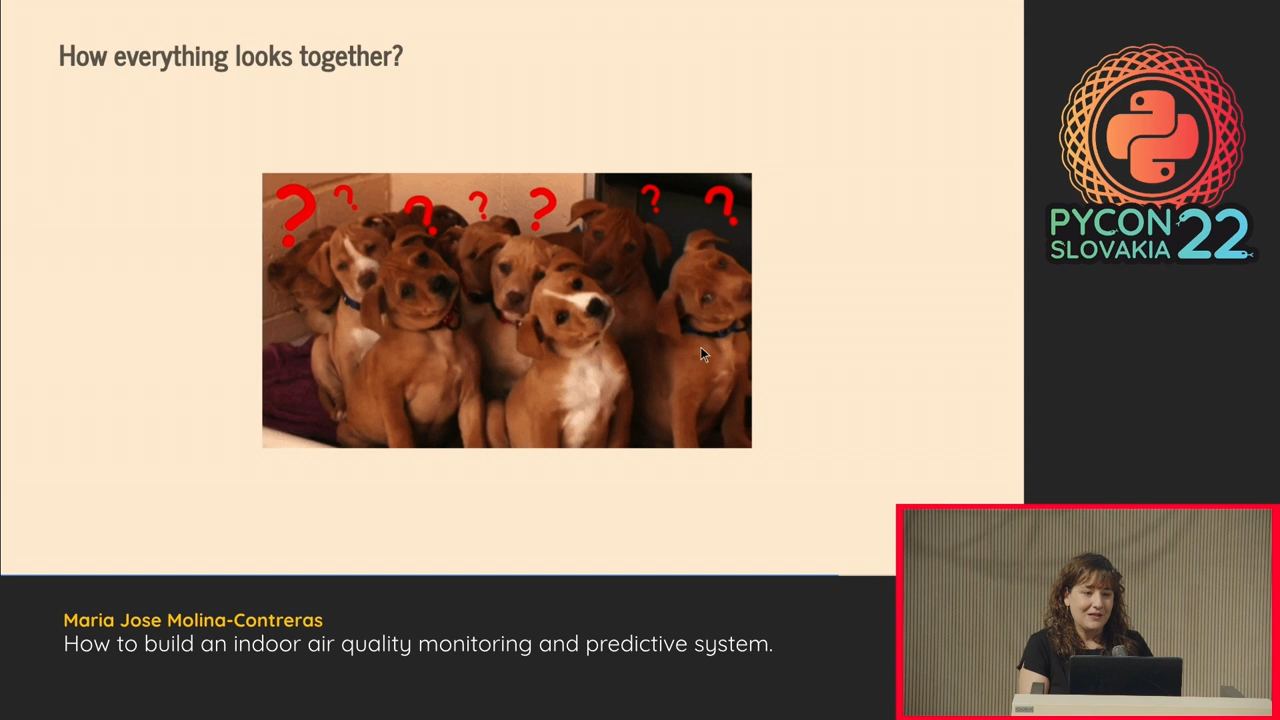 How everything looks together?
? ? ? ? ? ? ?
PYCON
SLOVAKIA 22
Maria Jose Molina-Contreras
How to build an indoor air quality monitoring and predictive system.